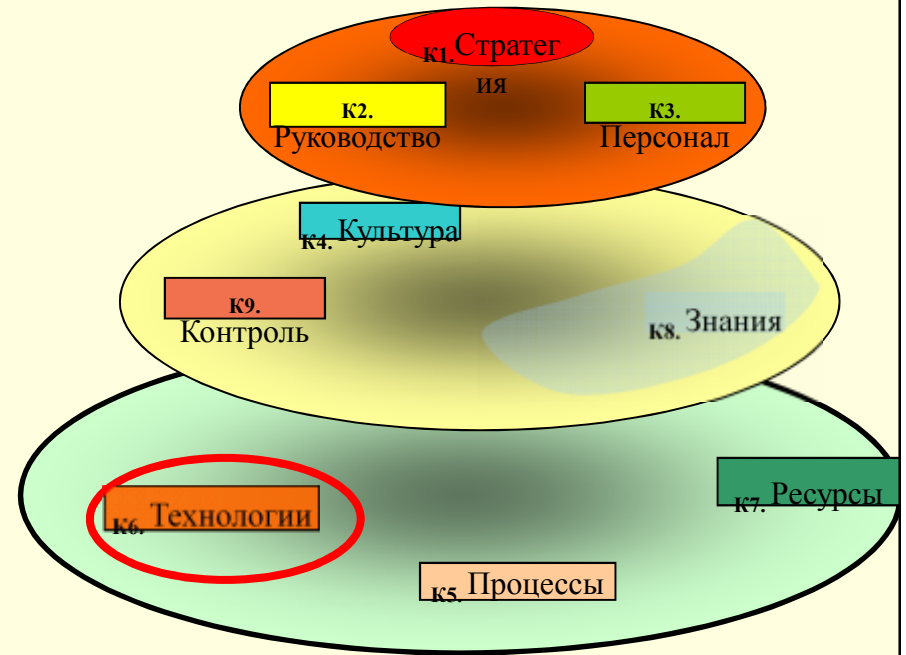 К1. Стратег
ия
К2.
Руководство
К3.
Персонал
К4. Культура
К9.
Контроль
К8. Знания
К6. Технологии
К7. Ресурсы
К5. Процессы